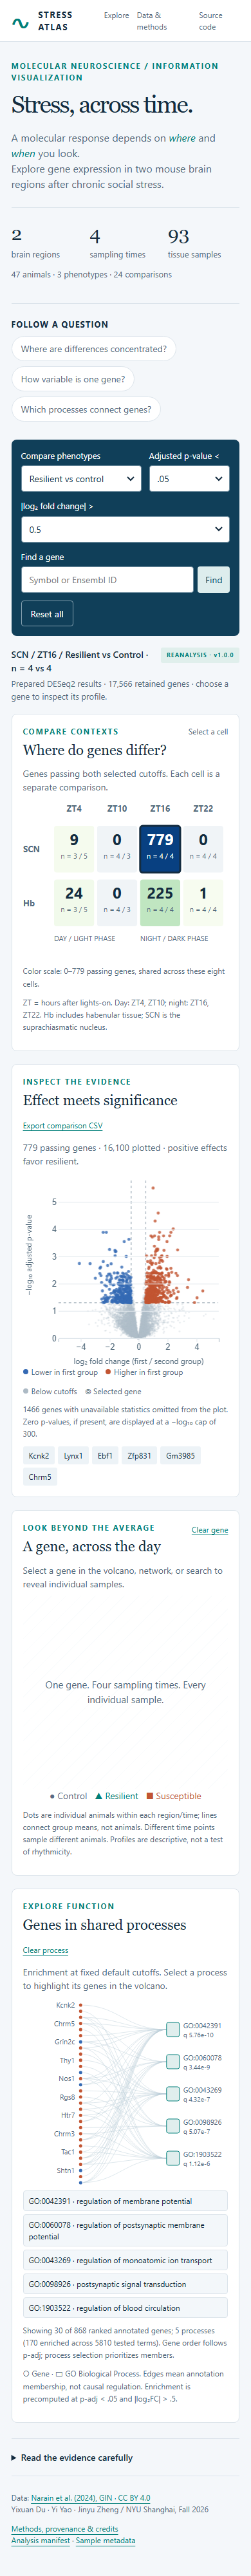 STRESS
ATLAS
Explore
Data &
methods
Source
code
MOLECULAR NEUROSCIENCE / INFORMATION
VISUALIZATION
Stress, across time.
A molecular response depends on where and
when you look.
Explore gene expression in two mouse brain
regions after chronic social stress.
2
brain regions
4
sampling times
93
tissue samples
47 animals · 3 phenotypes · 24 comparisons
FOLLOW A QUESTION
Where are differences concentrated?
How variable is one gene?
Which processes connect genes?
Compare phenotypes
Adjusted p-value <
Resilient vs control
.05
|log₂ fold change| >
0.5
Find a gene
Symbol or Ensembl ID
Find
Reset all
SCN / ZT16 / Resilient vs Control ·
n = 4 vs 4
REANALYSIS · v1.0.0
Prepared DESeq2 results · 17,566 retained genes · choose a
gene to inspect its profile.
COMPARE CONTEXTS
Select a cell
Where do genes differ?
Genes passing both selected cutoffs. Each cell is a
separate comparison.
ZT4 ZT10 ZT16 ZT22
SCN
9
n = 3 / 5
0
n = 4 / 3
779
n = 4 / 4
0
n = 4 / 4
Hb
24
n = 3 / 5
0
n = 4 / 3
225
n = 4 / 4
1
n = 4 / 4
DAY / LIGHT PHASE
NIGHT / DARK PHASE
Color scale: 0–779 passing genes, shared across these eight
cells.
ZT = hours after lights-on. Day: ZT4, ZT10; night: ZT16,
ZT22. Hb includes habenular tissue; SCN is the
suprachiasmatic nucleus.
INSPECT THE EVIDENCE
Effect meets significance
Export comparison CSV
779 passing genes · 16,100 plotted · positive effects
favor resilient.
−log₁₀ adjusted p-value
5
4
3
2
1
0
−4 −2 0 2 4
log₂ fold change (first / second group)
Lower in first group
Higher in first group
Below cutoffs
Selected gene
1466 genes with unavailable statistics omitted from the plot.
Zero p-values, if present, are displayed at a −log₁₀ cap of
300.
Kcnk2
Lynx1
Ebf1
Zfp831
Gm3985
Chrm5
LOOK BEYOND THE AVERAGE
Clear gene
A gene, across the day
Select a gene in the volcano, network, or search to
reveal individual samples.
One gene. Four sampling times. Every
individual sample.
● Control ▲ Resilient ■ Susceptible
Dots are individual animals within each region/time; lines
connect group means, not animals. Different time points
sample different animals. Profiles are descriptive, not a test
of rhythmicity.
EXPLORE FUNCTION
Genes in shared processes
Clear process
Enrichment at fixed default cutoffs. Select a process
to highlight its genes in the volcano.
Kcnk2
Chrm5
Grin2c
Thy1
Nos1
Rgs8
Htr7
Chrm3
Tac1
Shtn1
GO:0042391
q 5.76e-10
GO:0060078
q 3.44e-9
GO:0043269
q 4.32e-7
GO:0098926
q 5.07e-7
GO:1903522
q 1.12e-6
GO:0042391 · regulation of membrane potential
GO:0060078 · regulation of postsynaptic membrane
potential
GO:0043269 · regulation of monoatomic ion transport
GO:0098926 · postsynaptic signal transduction
GO:1903522 · regulation of blood circulation
Showing 30 of 868 ranked annotated genes; 5 processes
(170 enriched across 5810 tested terms). Gene order follows
p-adj; process selection prioritizes members.
○ Gene · □ GO Biological Process. Edges mean annotation
membership, not causal regulation. Enrichment is
precomputed at p-adj < .05 and |log₂FC| > .5.
▶ Read the evidence carefully
Data: Narain et al. (2024), GIN · CC BY 4.0
Yixuan Du · Yi Yao · Jinyu Zheng / NYU Shanghai, Fall 2026
Methods, provenance & credits
Analysis manifest · Sample metadata